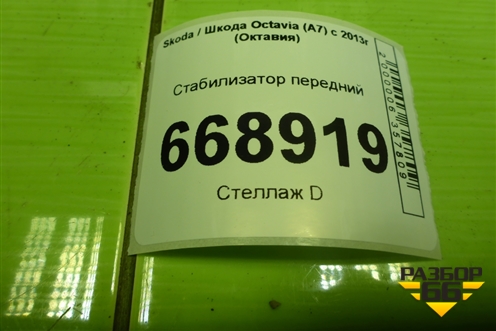 Skoda / Шкода Octavia (A7) с 2013г
(Октавия)
Стабилизатор передний
668919
Стеллаж D
2000006357809
РАЗБОР
66